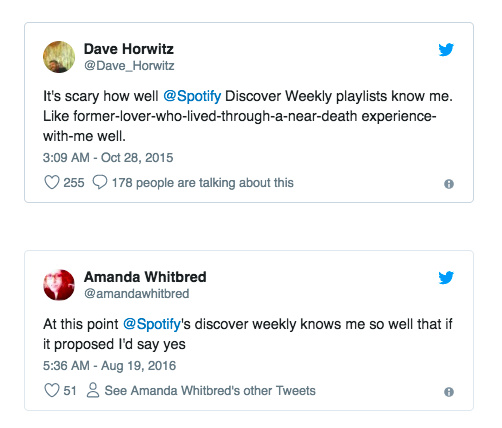 Dave Horwitz
@Dave_Horwitz
It's scary how well @Spotify Discover Weekly playlists know me.
Like former-lover-who-lived-through-a-near-death experience-
with-me well.
3:09 AM - Oct 28, 2015
255 178 people are talking about this
Amanda Whitbred
@amandawhitbred
At this point @Spotify's discover weekly knows me so well that if
it proposed I'd say yes
5:36 AM - Aug 19, 2016
51 See Amanda Whitbred's other Tweets